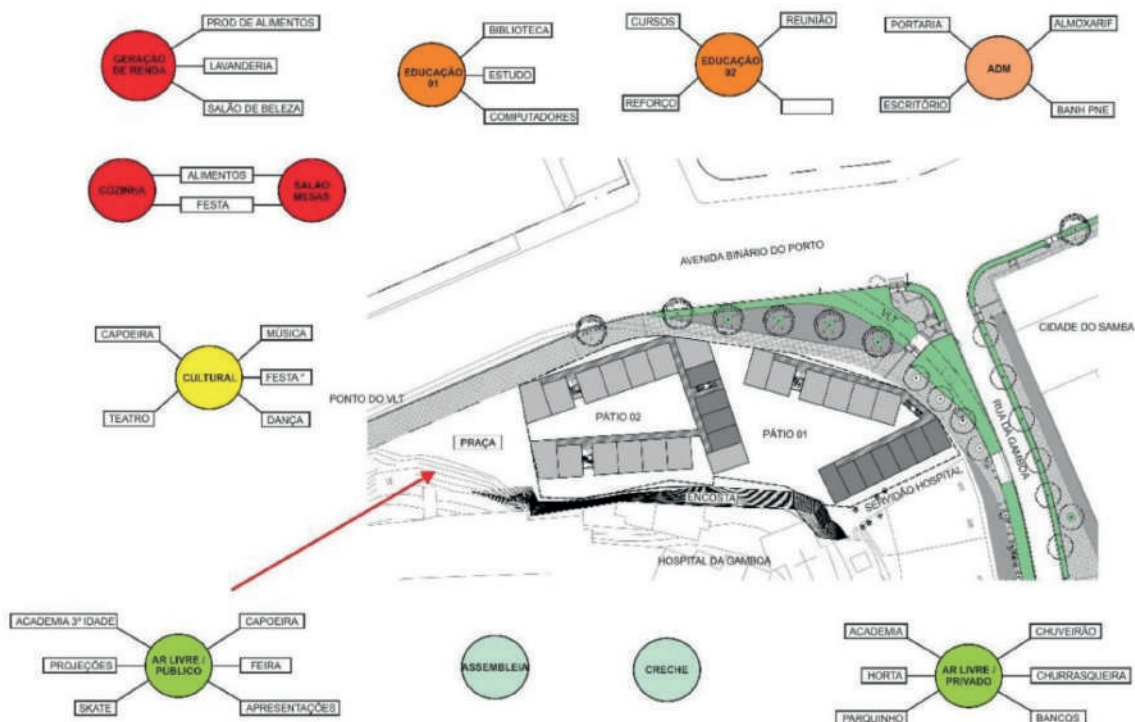 PROD DE ALIMENTOS
GERAÇÃO
DE RENDA
LAVANDERIA
SALÃO DE BELEZA
BIBLIOTECA
EDUCAÇÃO
01
ESTUDO
COMPUTADORES
CURSOS
REUNIÃO
EDUCAÇÃO
02
REFORÇO
PORTARIA
ALMOXARIF
ADM
ESCRITÓRIO
BANH PNE
COZINHA
ALIMENTOS
FESTA
SALÃO
MESAS
CAPOEIRA
MÚSICA
CULTURAL
FESTA *
TEATRO
DANÇA
AVENIDA BINÁRIO DO PORTO
VLT
CIDADE DO SAMBA
PONTO DO VLT
PRAÇA
PÁTIO 02
PÁTIO 01
RUA DA GAMBOA
ENCOSTA
SERVIDÃO HOSPITAL
HOSPITAL DA GAMBOA
ACADEMIA 3ª IDADE
CAPOEIRA
PROJEÇÕES
AR LIVRE /
PÚBLICO
FEIRA
SKATE
APRESENTAÇÕES
ASSEMBLEIA
CRECHE
ACADEMIA
CHUVEIRÃO
HORTA
AR LIVRE /
PRIVADO
CHURRASQUEIRA
PARQUINHO
BANCOS